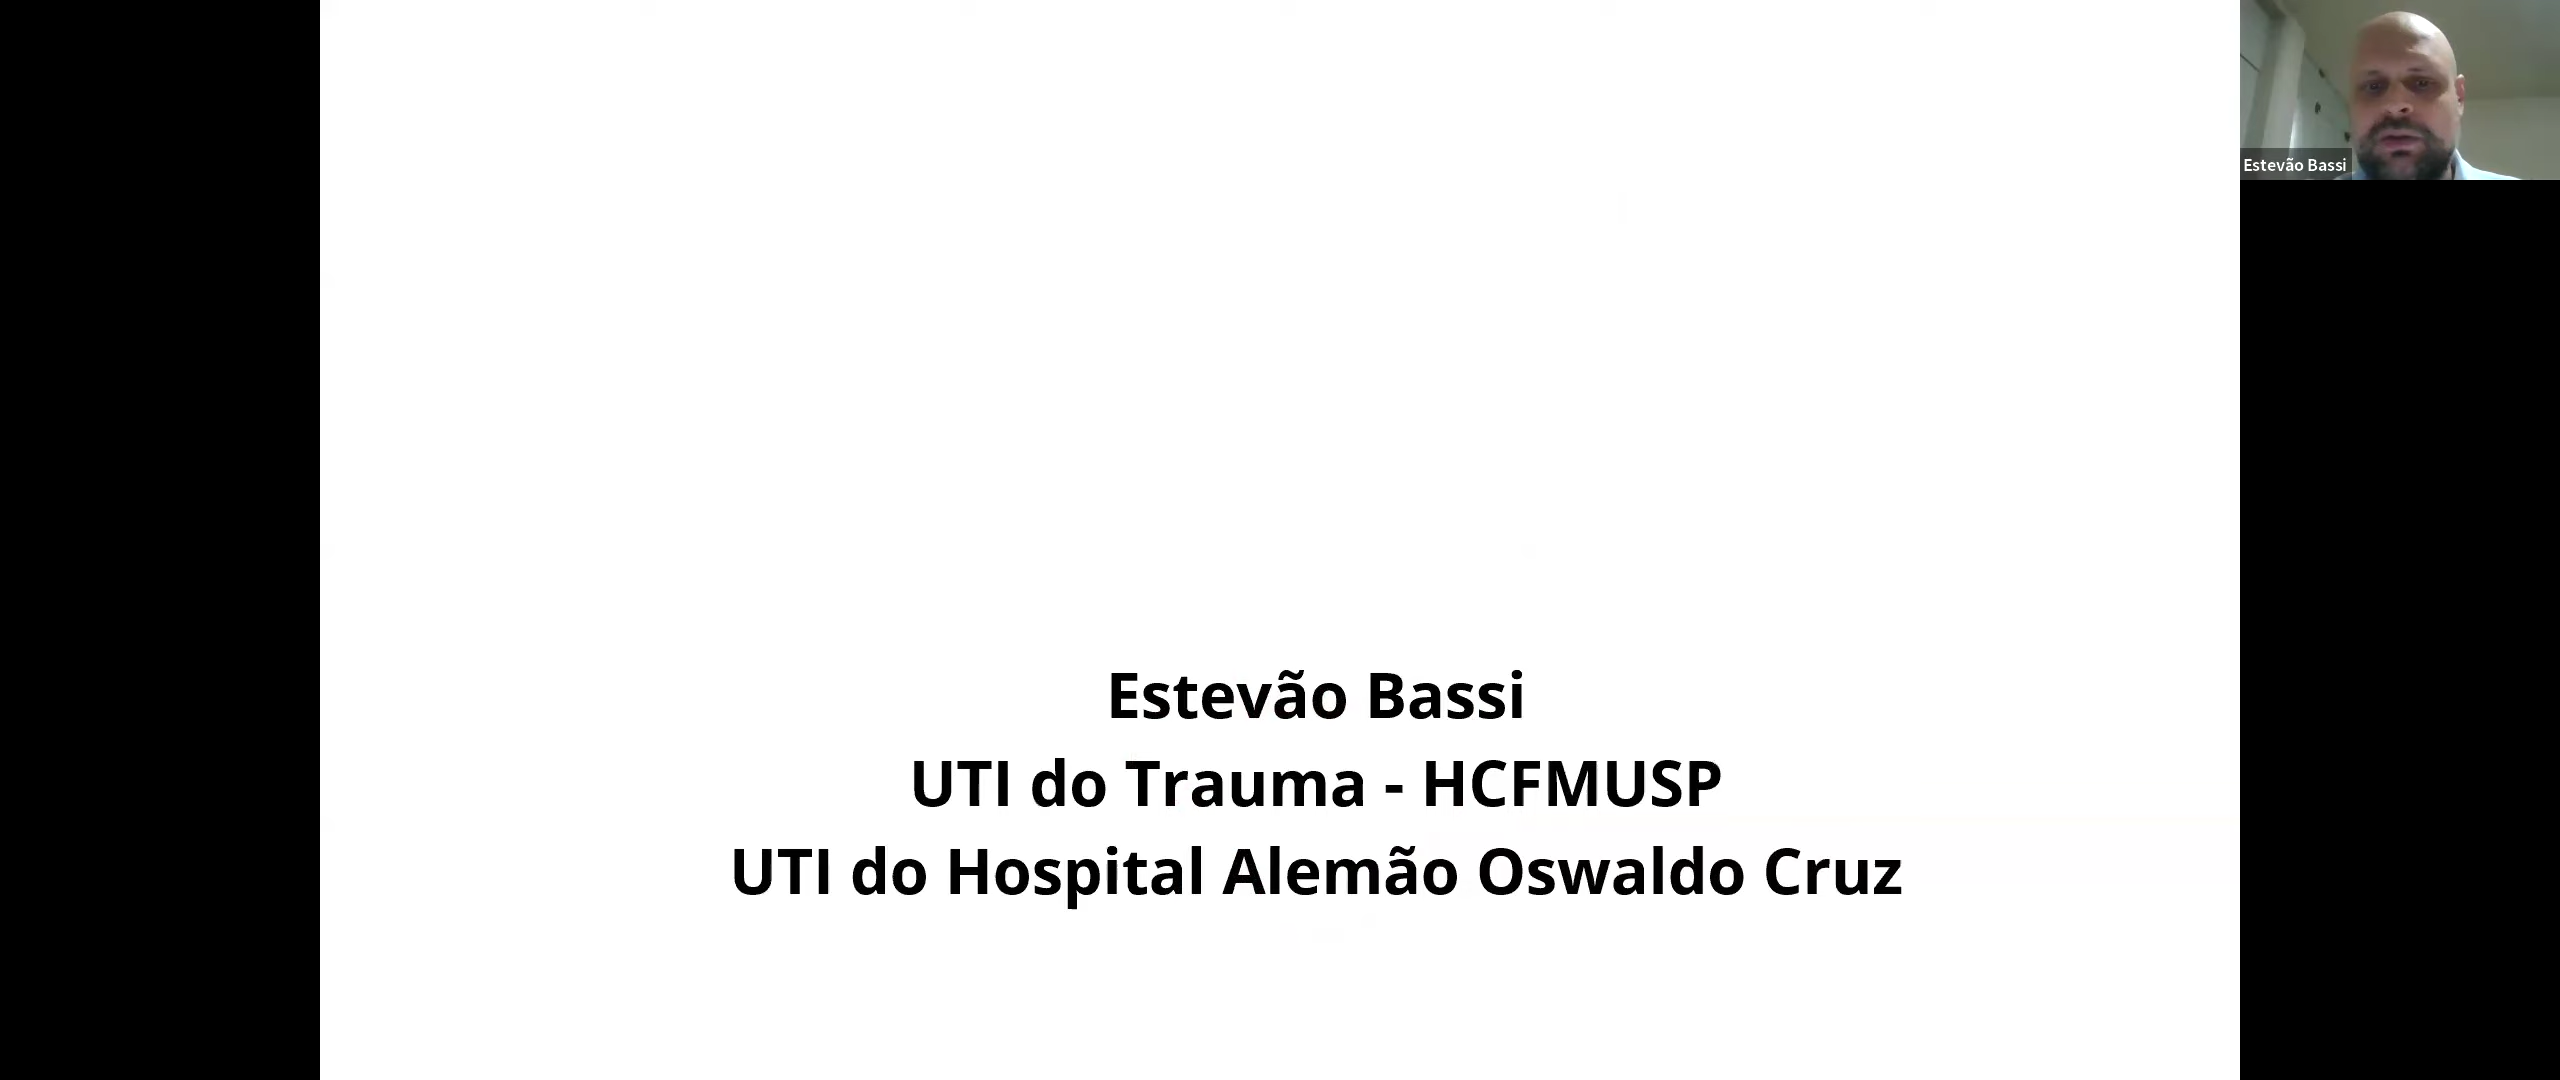 Estevão Bassi
Estevão Bassi
UTI do Trauma - HCFMUSP
UTI do Hospital Alemão Oswaldo Cruz